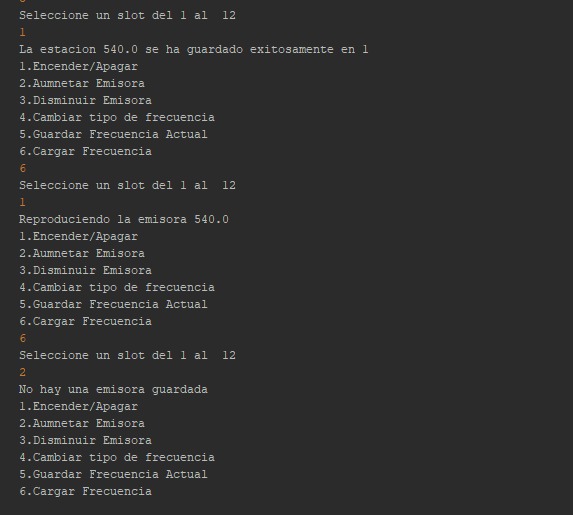 Seleccione un slot del 1 al  12
1
La estacion 540.0 se ha guardado exitosamente en 1
1.Encender/Apagar
2.Aumnetar Emisora
3.Disminuir Emisora
4.Cambiar tipo de frecuencia
5.Guardar Frecuencia Actual
6.Cargar Frecuencia
6
Seleccione un slot del 1 al  12
1
Reproduciendo la emisora 540.0
1.Encender/Apagar
2.Aumnetar Emisora
3.Disminuir Emisora
4.Cambiar tipo de frecuencia
5.Guardar Frecuencia Actual
6.Cargar Frecuencia
6
Seleccione un slot del 1 al  12
2
No hay una emisora guardada
1.Encender/Apagar
2.Aumnetar Emisora
3.Disminuir Emisora
4.Cambiar tipo de frecuencia
5.Guardar Frecuencia Actual
6.Cargar Frecuencia